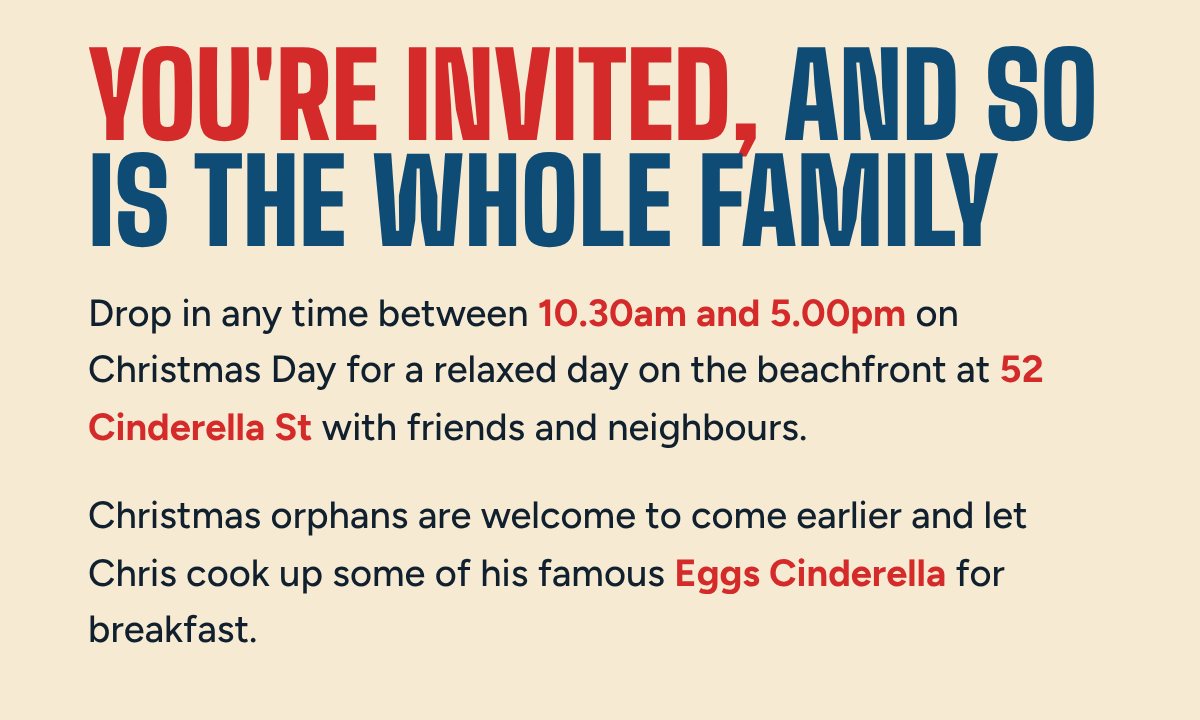 YOU'RE INVITED, AND SO
IS THE WHOLE FAMILY
Drop in any time between 10.30am and 5.00pm on
Christmas Day for a relaxed day on the beachfront at 52
Cinderella St with friends and neighbours.
Christmas orphans are welcome to come earlier and let
Chris cook up some of his famous Eggs Cinderella for
breakfast.